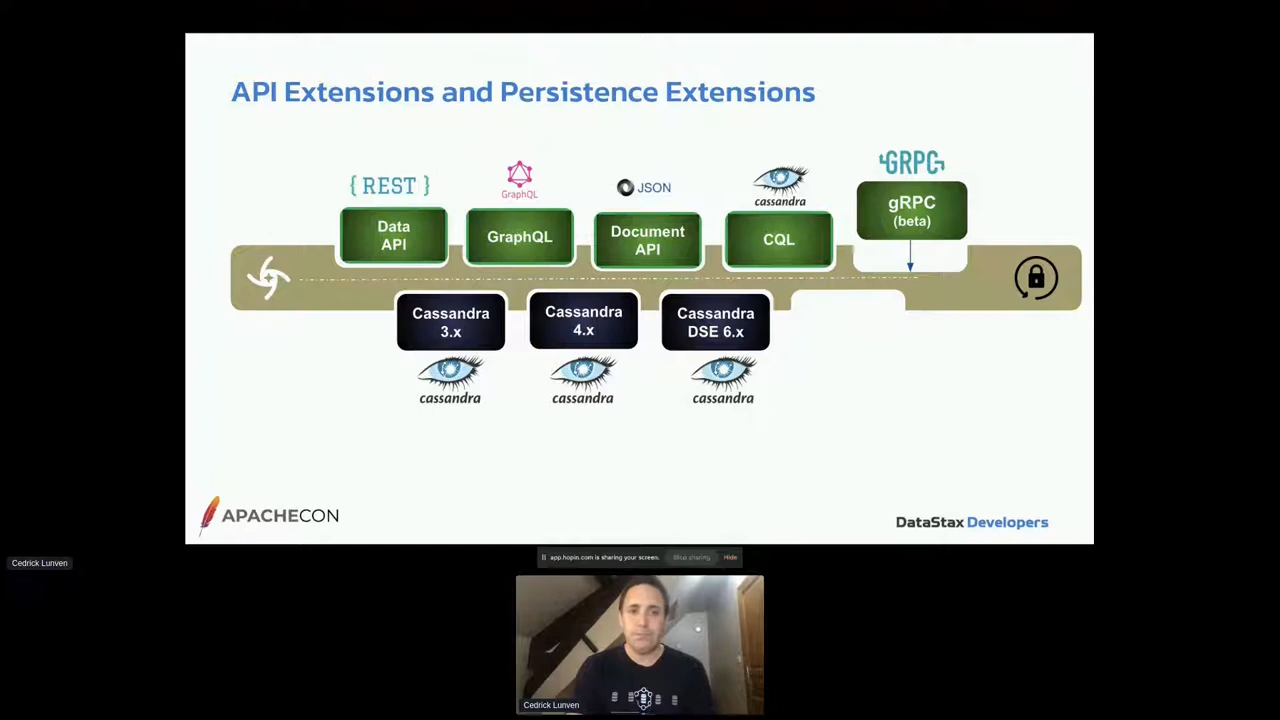 API Extensions and Persistence Extensions
{ REST }
GraphQL
JSON
cassandra
gRPC
Data
API
GraphQL
Document
API
CQL
gRPC
(beta)
Cassandra
3.x
Cassandra
4.x
Cassandra
DSE 6.x
cassandra
cassandra
cassandra
APACHECON
DataStax Developers
Cedrick Lunven
app.hopin.com is sharing your screen.
Stop sharing
Hide
Cedrick Lunven